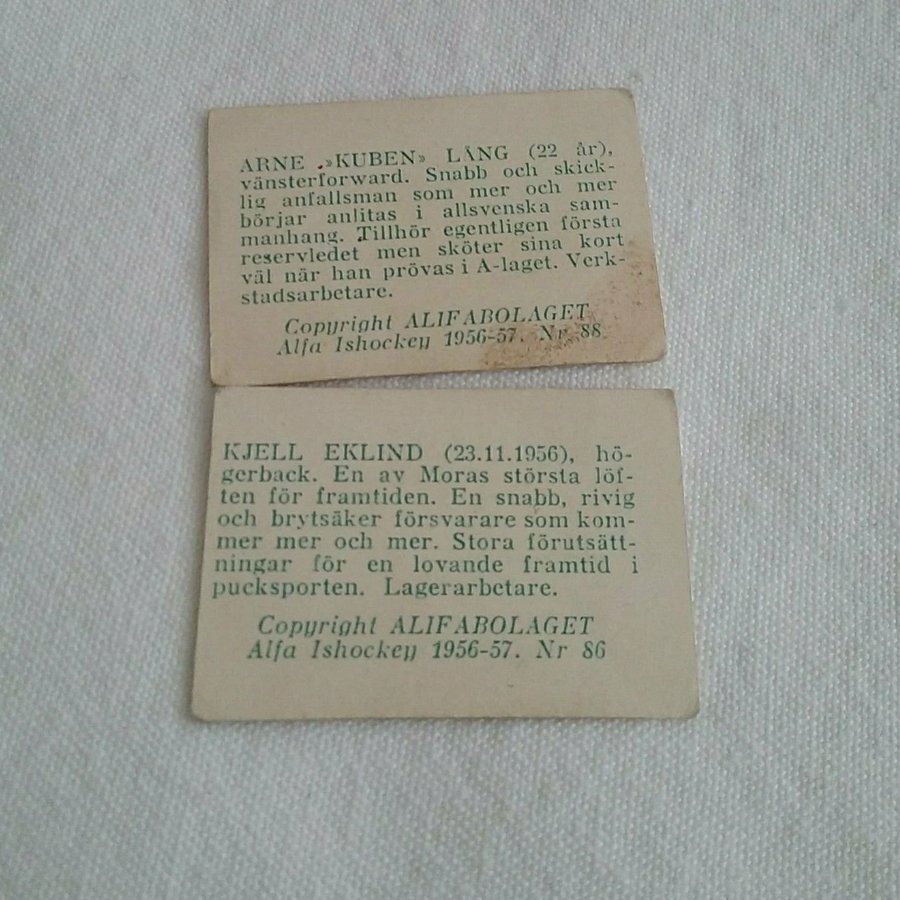 ARNE »KUBEN» LÅNG (22 år),
vänsterforward. Snabb och skick-
lig anfallsman som mer och mer
börjar anlitas i allsvenska sam-
manhang. Tillhör egentligen första
reservledet men sköter sina kort
väl när han prövas i A-laget. Verk-
stadsarbetare.
Copyright ALIFABOLAGET
Alfa Ishockey 1956-57. Nr 88
KJELL EKLIND (23.11.1956), hö-
gerback. En av Moras största löf-
ten för framtiden. En snabb, rivig
och brytsäker försvarare som kom-
mer mer och mer. Stora förutsätt-
ningar för en lovande framtid i
pucksporten. Lagerarbetare.
Copyright ALIFABOLAGET
Alfa Ishockey 1956-57. Nr 86